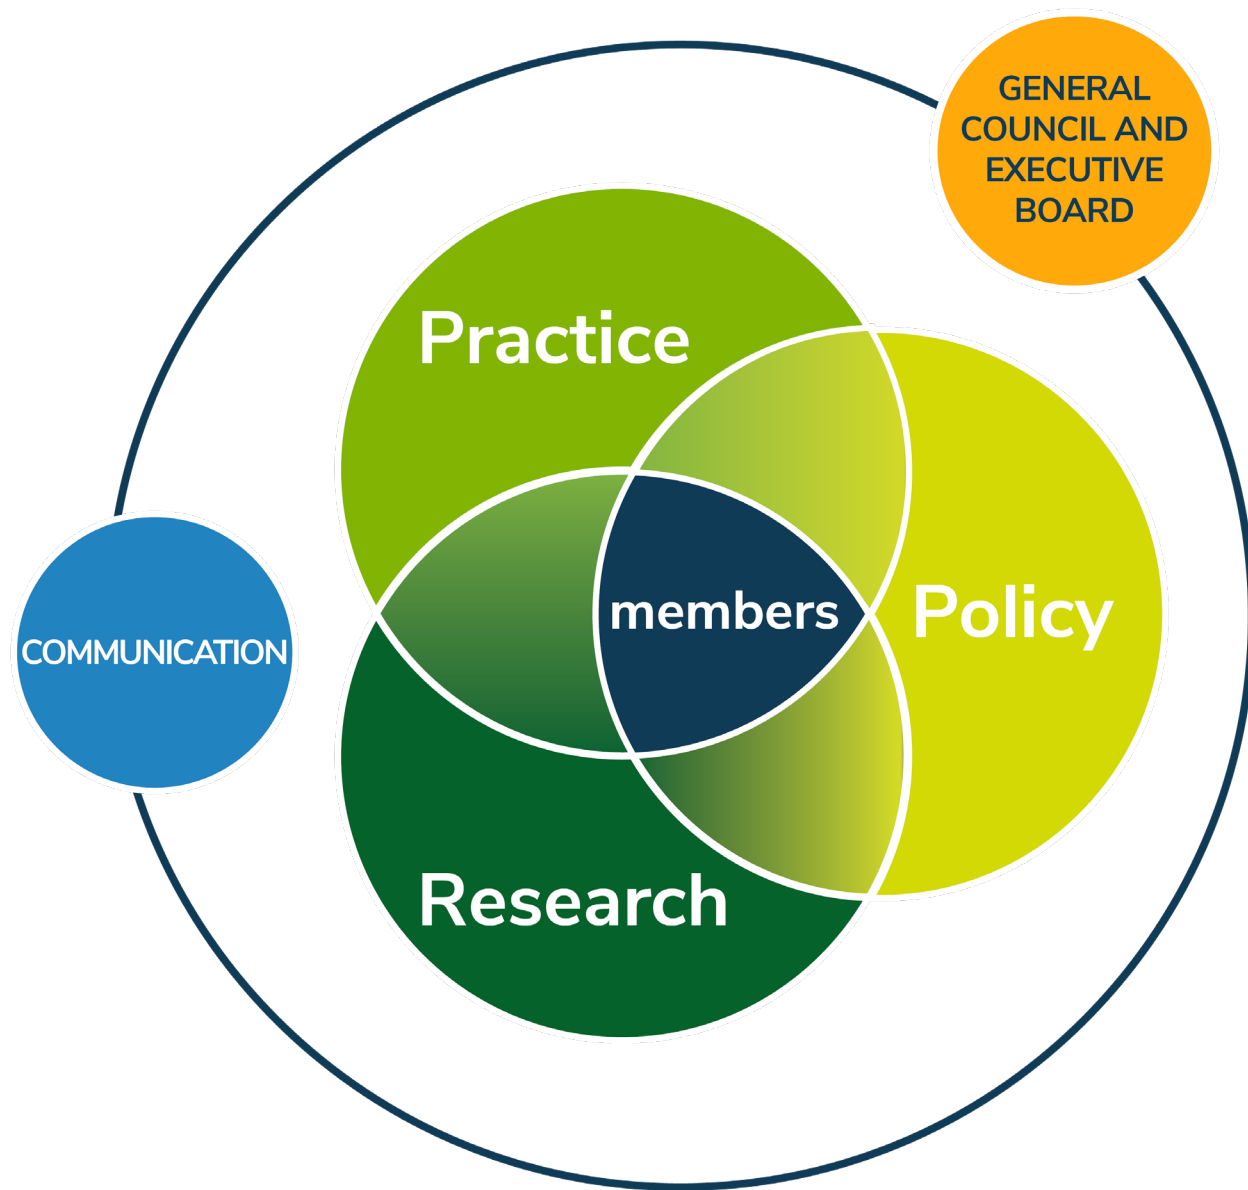 GENERAL
COUNCIL AND
EXECUTIVE
BOARD
Practice
members
Policy
COMMUNICATION
Research